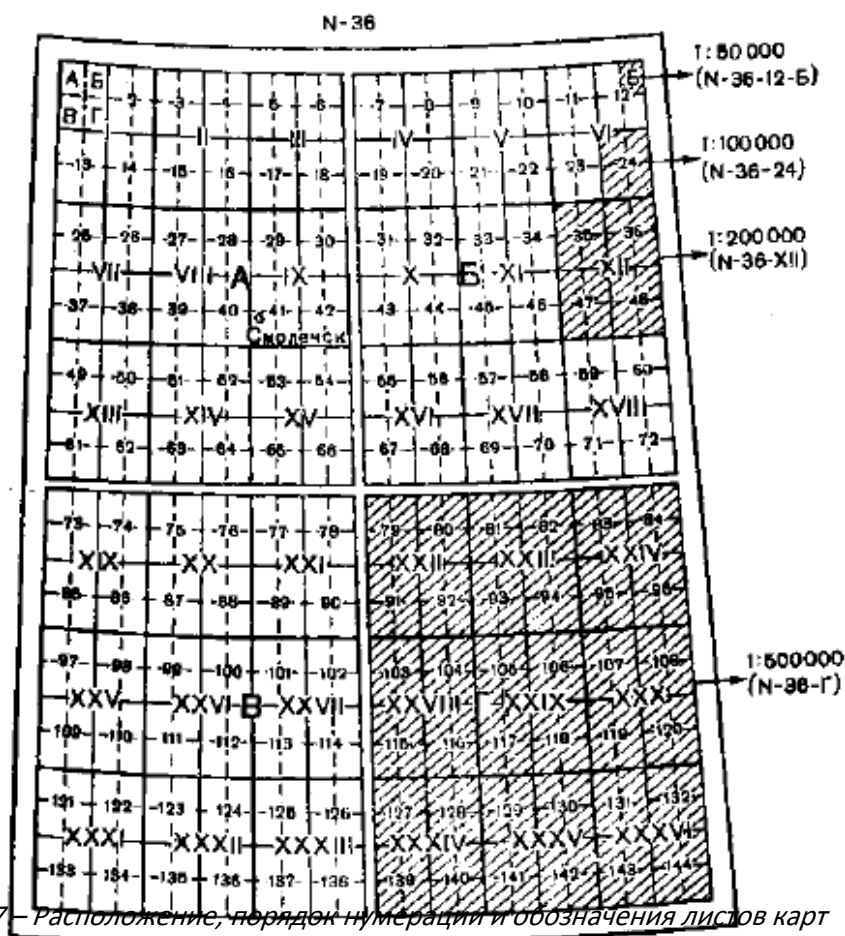 N-36
1:50 000
(N-36-12-Б)
А Б 2 3 4 5 6 7 8 9 10 11 12 Б
В Г
II III IV V VI
1:100 000
(N-36-24)
13 14 15 16 17 18 19 20 21 22 23 24
25 26 27 28 29 30 31 32 33 34 35 36
1:200 000
(N-36-XII)
VII VIII А IX X Б XI XII
37 38 39 40 41 42 43 44 45 46 47 48
Смоленск
49 50 51 52 53 54 55 56 57 58 59 60
XIII XIV XV XVI XVII XVIII
61 62 63 64 65 66 67 68 69 70 71 72
73 74 75 76 77 78 79 80 81 82 83 84
XIX XX XXI XXII XXIII XXIV
85 86 87 88 89 90 91 92 93 94 95 96
97 98 99 100 101 102 103 104 105 106 107 108
1:500 000
(N-36-Г)
XXV XXVI В XXVII XXVIII Г XXIX XXX
109 110 111 112 113 114 115 116 117 118 119 120
121 122 123 124 125 126 127 128 129 130 131 132
XXXI XXXII XXXIII XXXIV XXXV XXXVI
133 134 135 136 137 138 139 140 141 142 143 144
7 – Расположение, порядок нумерации и обозначения листов карт